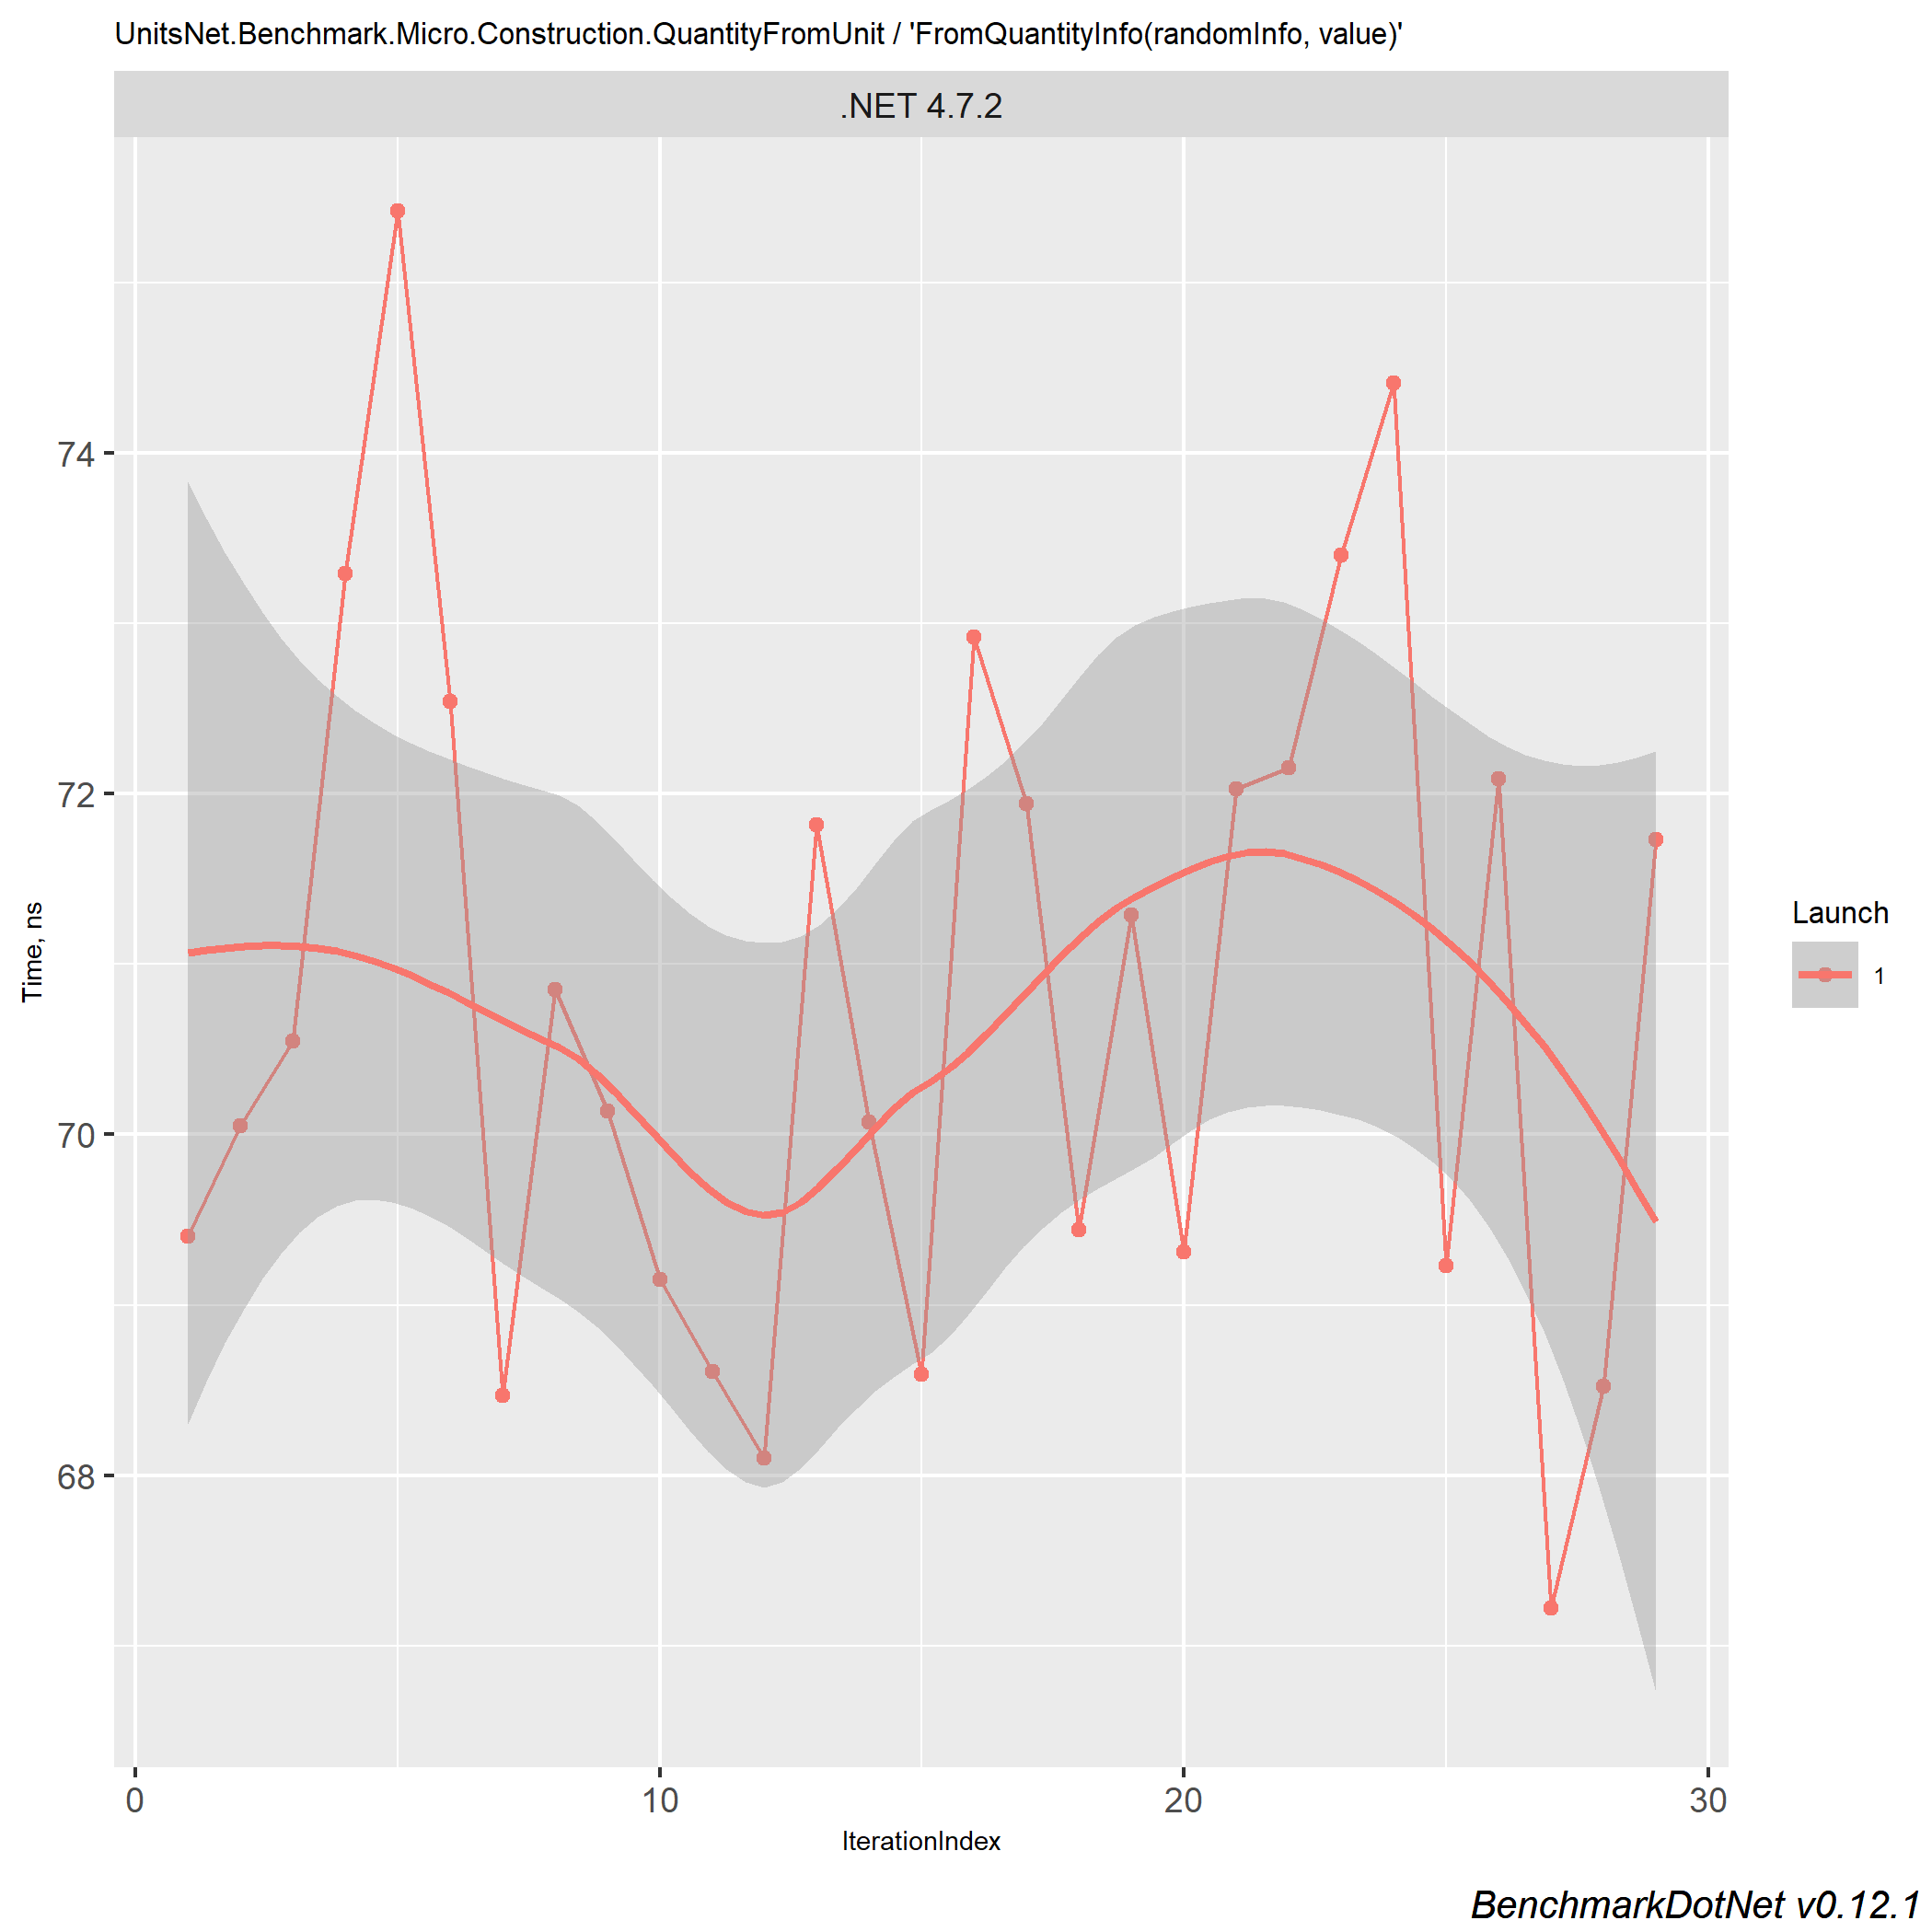 UnitsNet.Benchmark.Micro.Construction.QuantityFromUnit / 'FromQuantityInfo(randomInfo, value)'
.NET 4.7.2
74
72
70
68
Time, ns
0 10 20 30
IterationIndex
Launch
1
BenchmarkDotNet v0.12.1